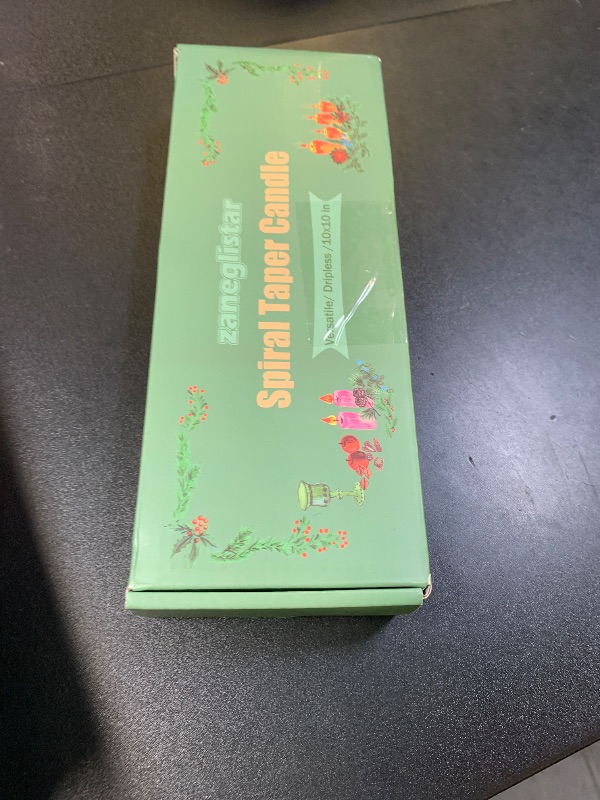 zaneglistar
Spiral Taper Candle
Versatile/ Dripless /10x10 in